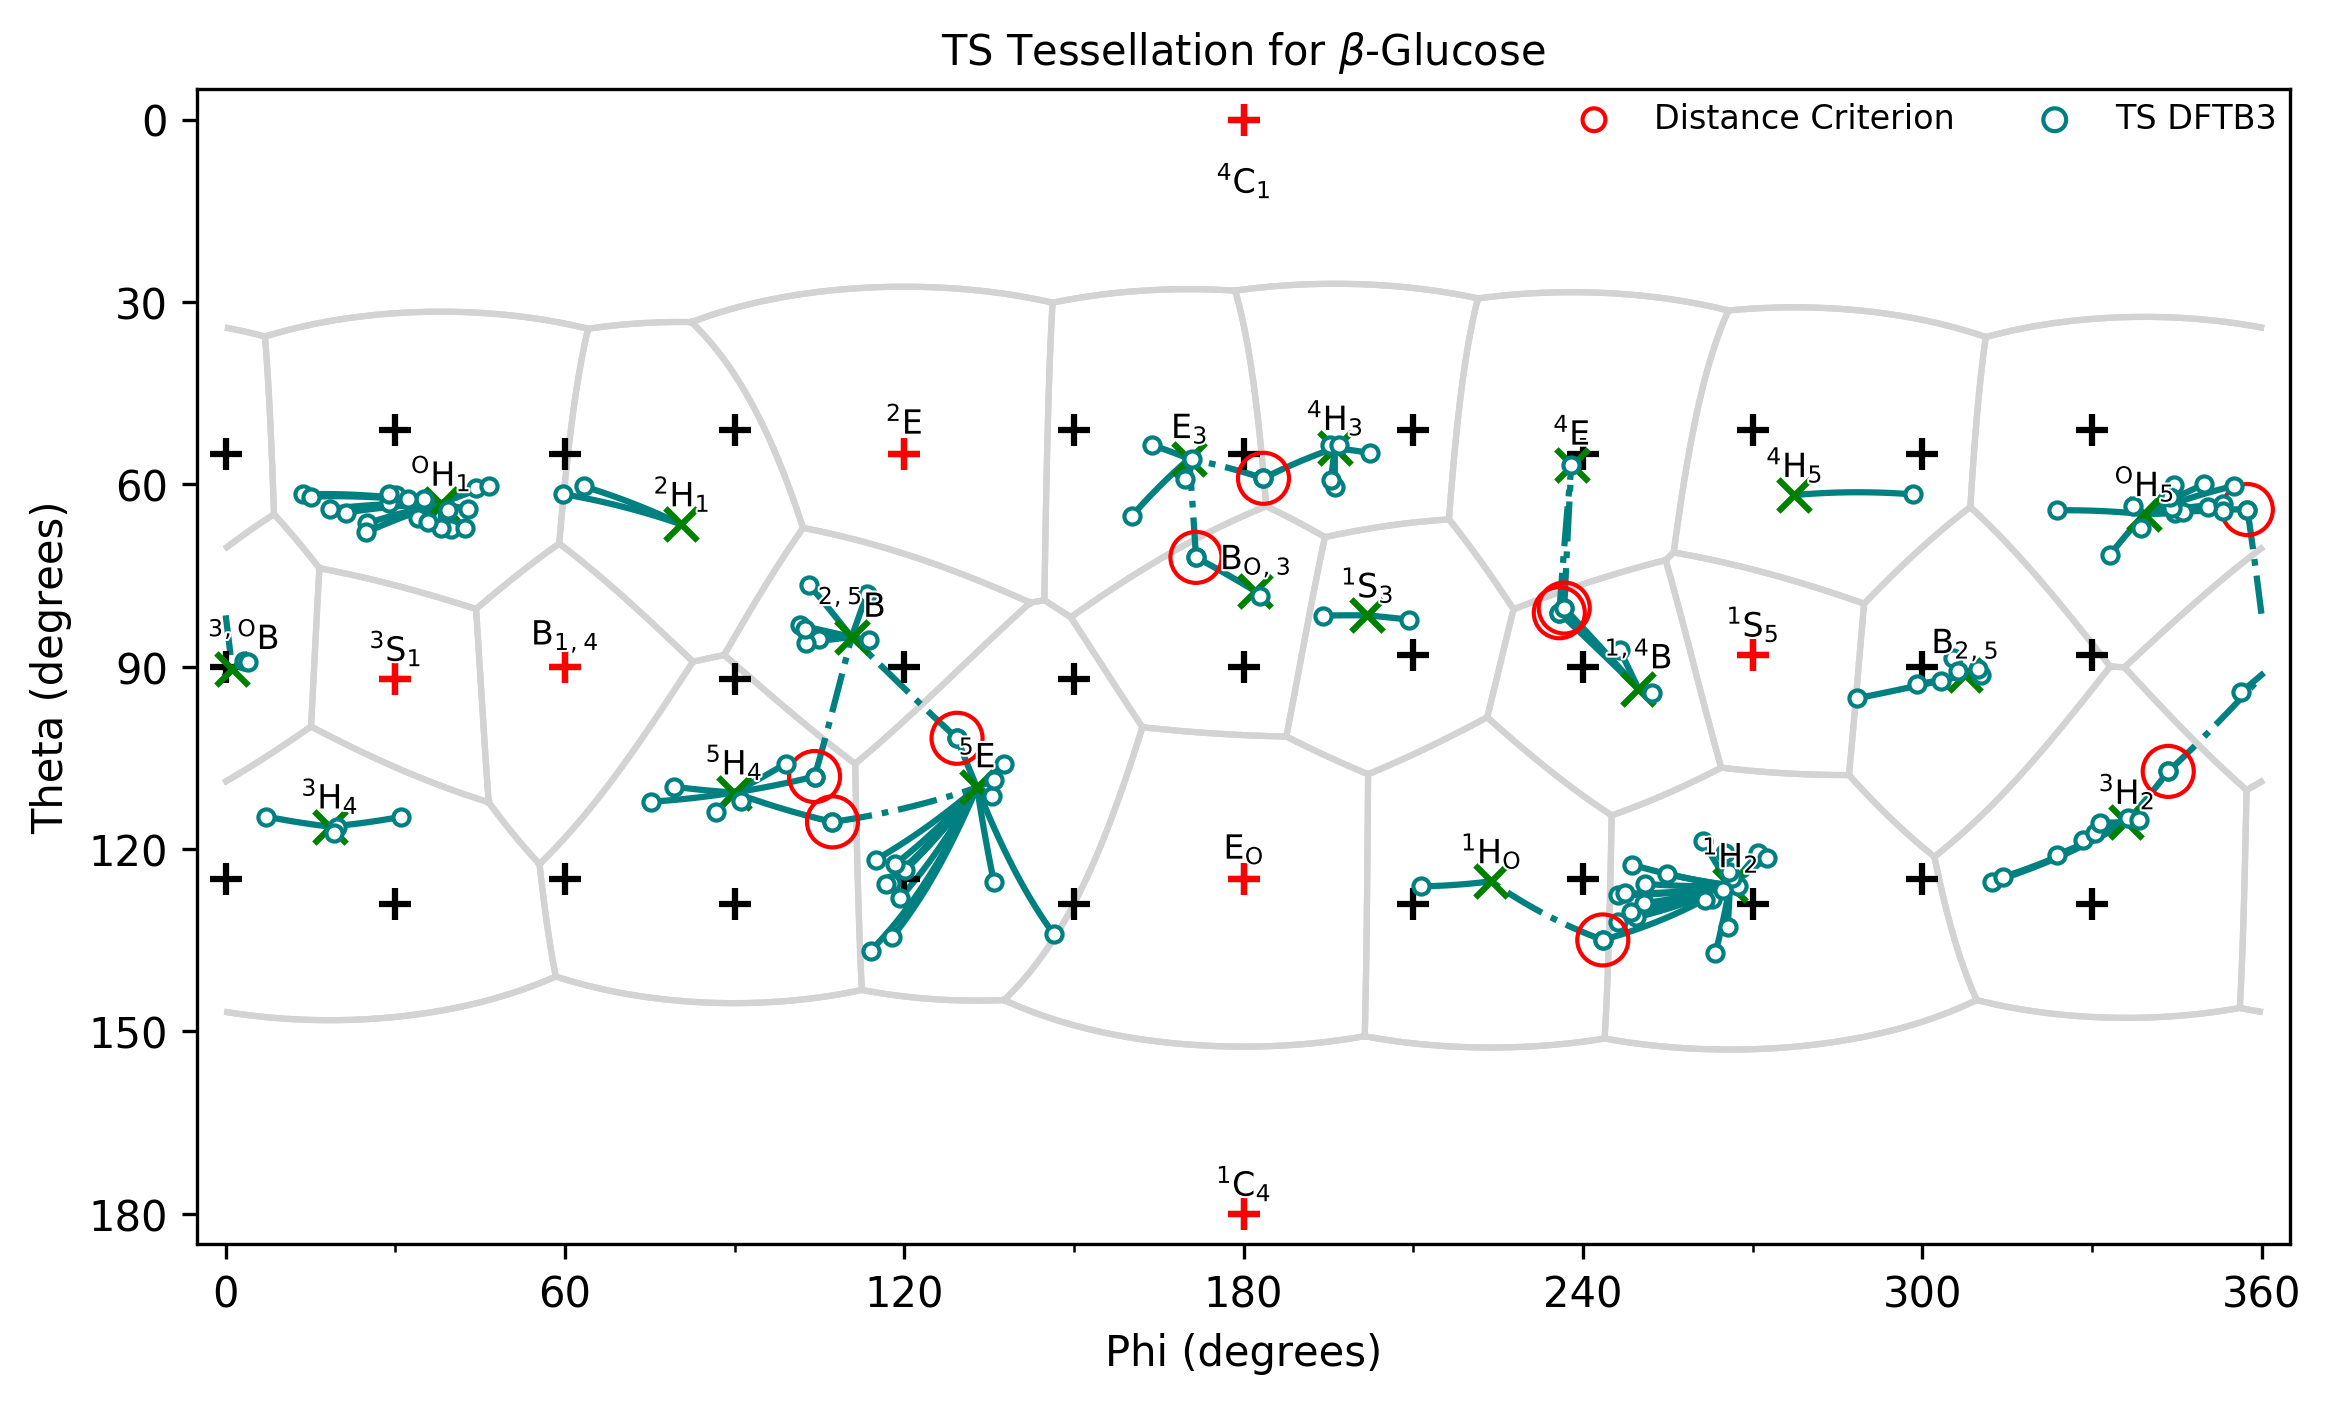 TS Tessellation for β-Glucose
Distance Criterion
TS DFTB3
Theta (degrees)
0
30
60
90
120
150
180
⁴C₁
²E
E₃
⁴H₃
⁴E
⁴H₅
ᴼH₅
ᴼH₁
²H₁
B_O,3
¹S₃
²,⁵B
³,ᴼB
³S₁
B₁,₄
¹,⁴B
¹S₅
B₂,₅
⁵H₄
⁵E
³H₄
³H₂
E_O
¹H_O
¹H₂
¹C₄
0
60
120
180
240
300
360
Phi (degrees)